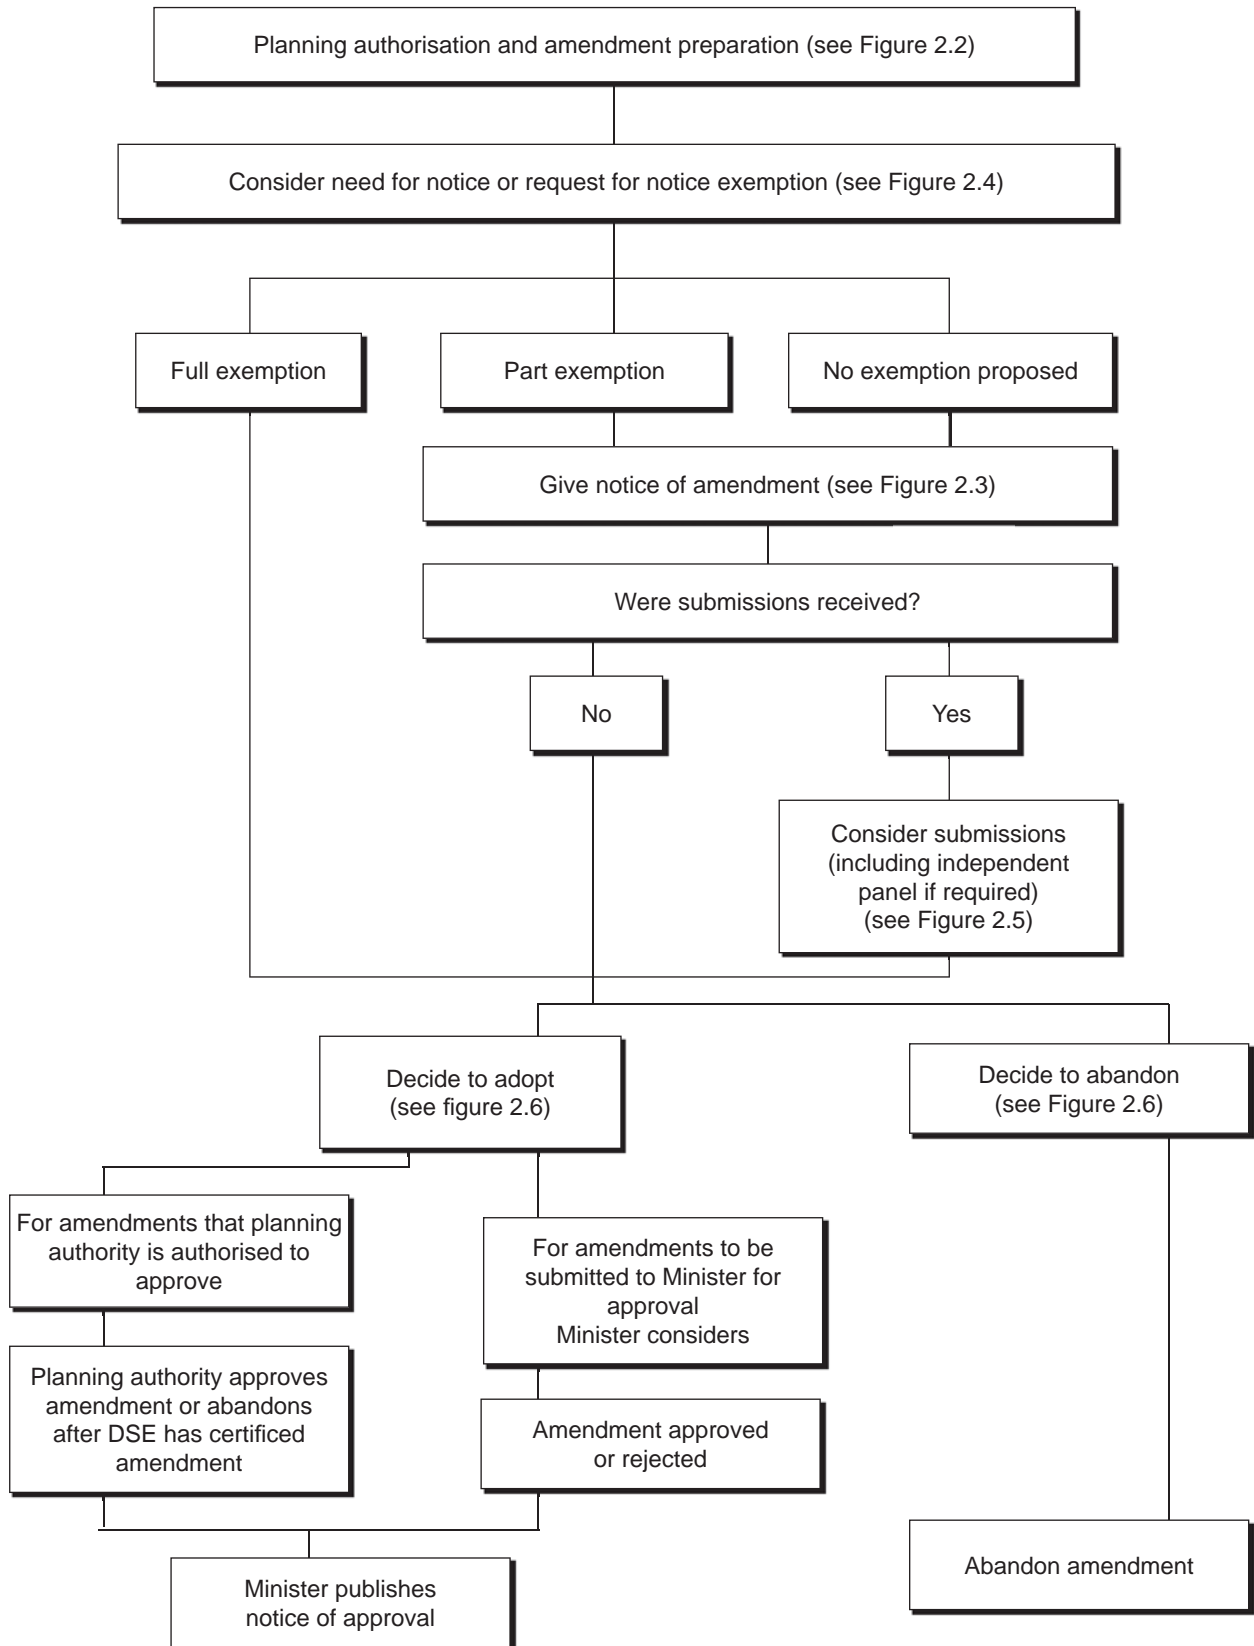 Planning authorisation and amendment preparation (see Figure 2.2)
Consider need for notice or request for notice exemption (see Figure 2.4)
Full exemption
Part exemption
No exemption proposed
Give notice of amendment (see Figure 2.3)
Were submissions received?
No
Yes
Consider submissions
(including independent
panel if required)
(see Figure 2.5)
Decide to adopt
(see figure 2.6)
Decide to abandon
(see Figure 2.6)
For amendments that planning
authority is authorised to
approve
For amendments to be
submitted to Minister for
approval
Minister considers
Planning authority approves
amendment or abandons
after DSE has certificed
amendment
Amendment approved
or rejected
Minister publishes
notice of approval
Abandon amendment